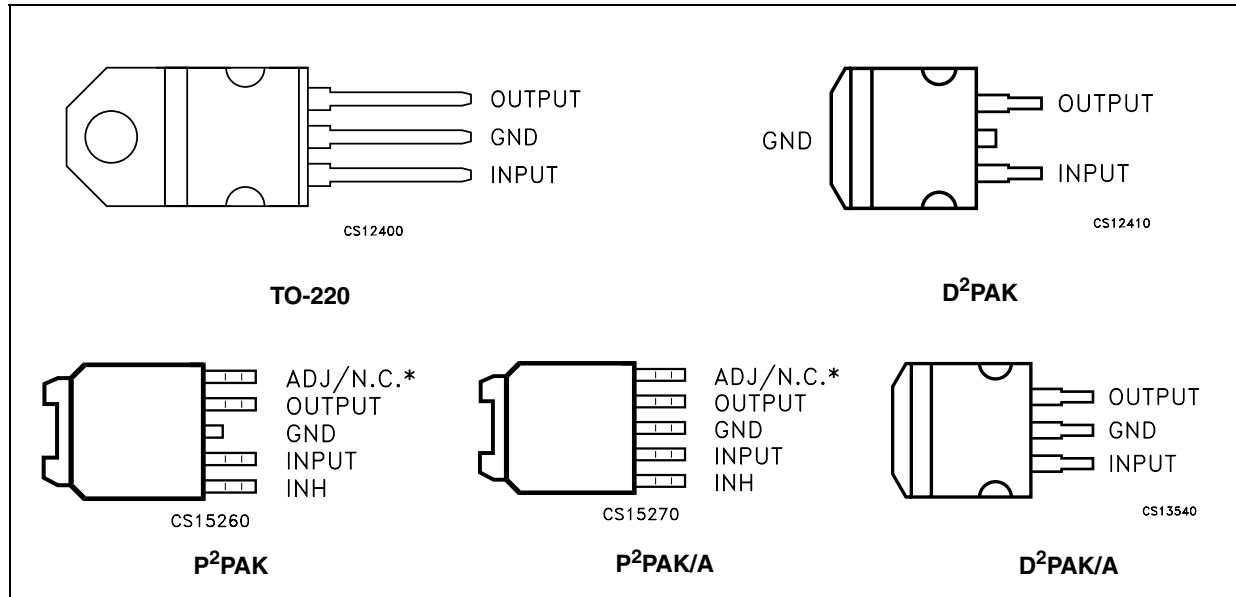 OUTPUT
GND
INPUT
CS12400
TO-220
GND
OUTPUT
INPUT
CS12410
D²PAK
ADJ/N.C.*
OUTPUT
GND
INPUT
INH
CS15260
P²PAK
ADJ/N.C.*
OUTPUT
GND
INPUT
INH
CS15270
P²PAK/A
OUTPUT
GND
INPUT
CS13540
D²PAK/A